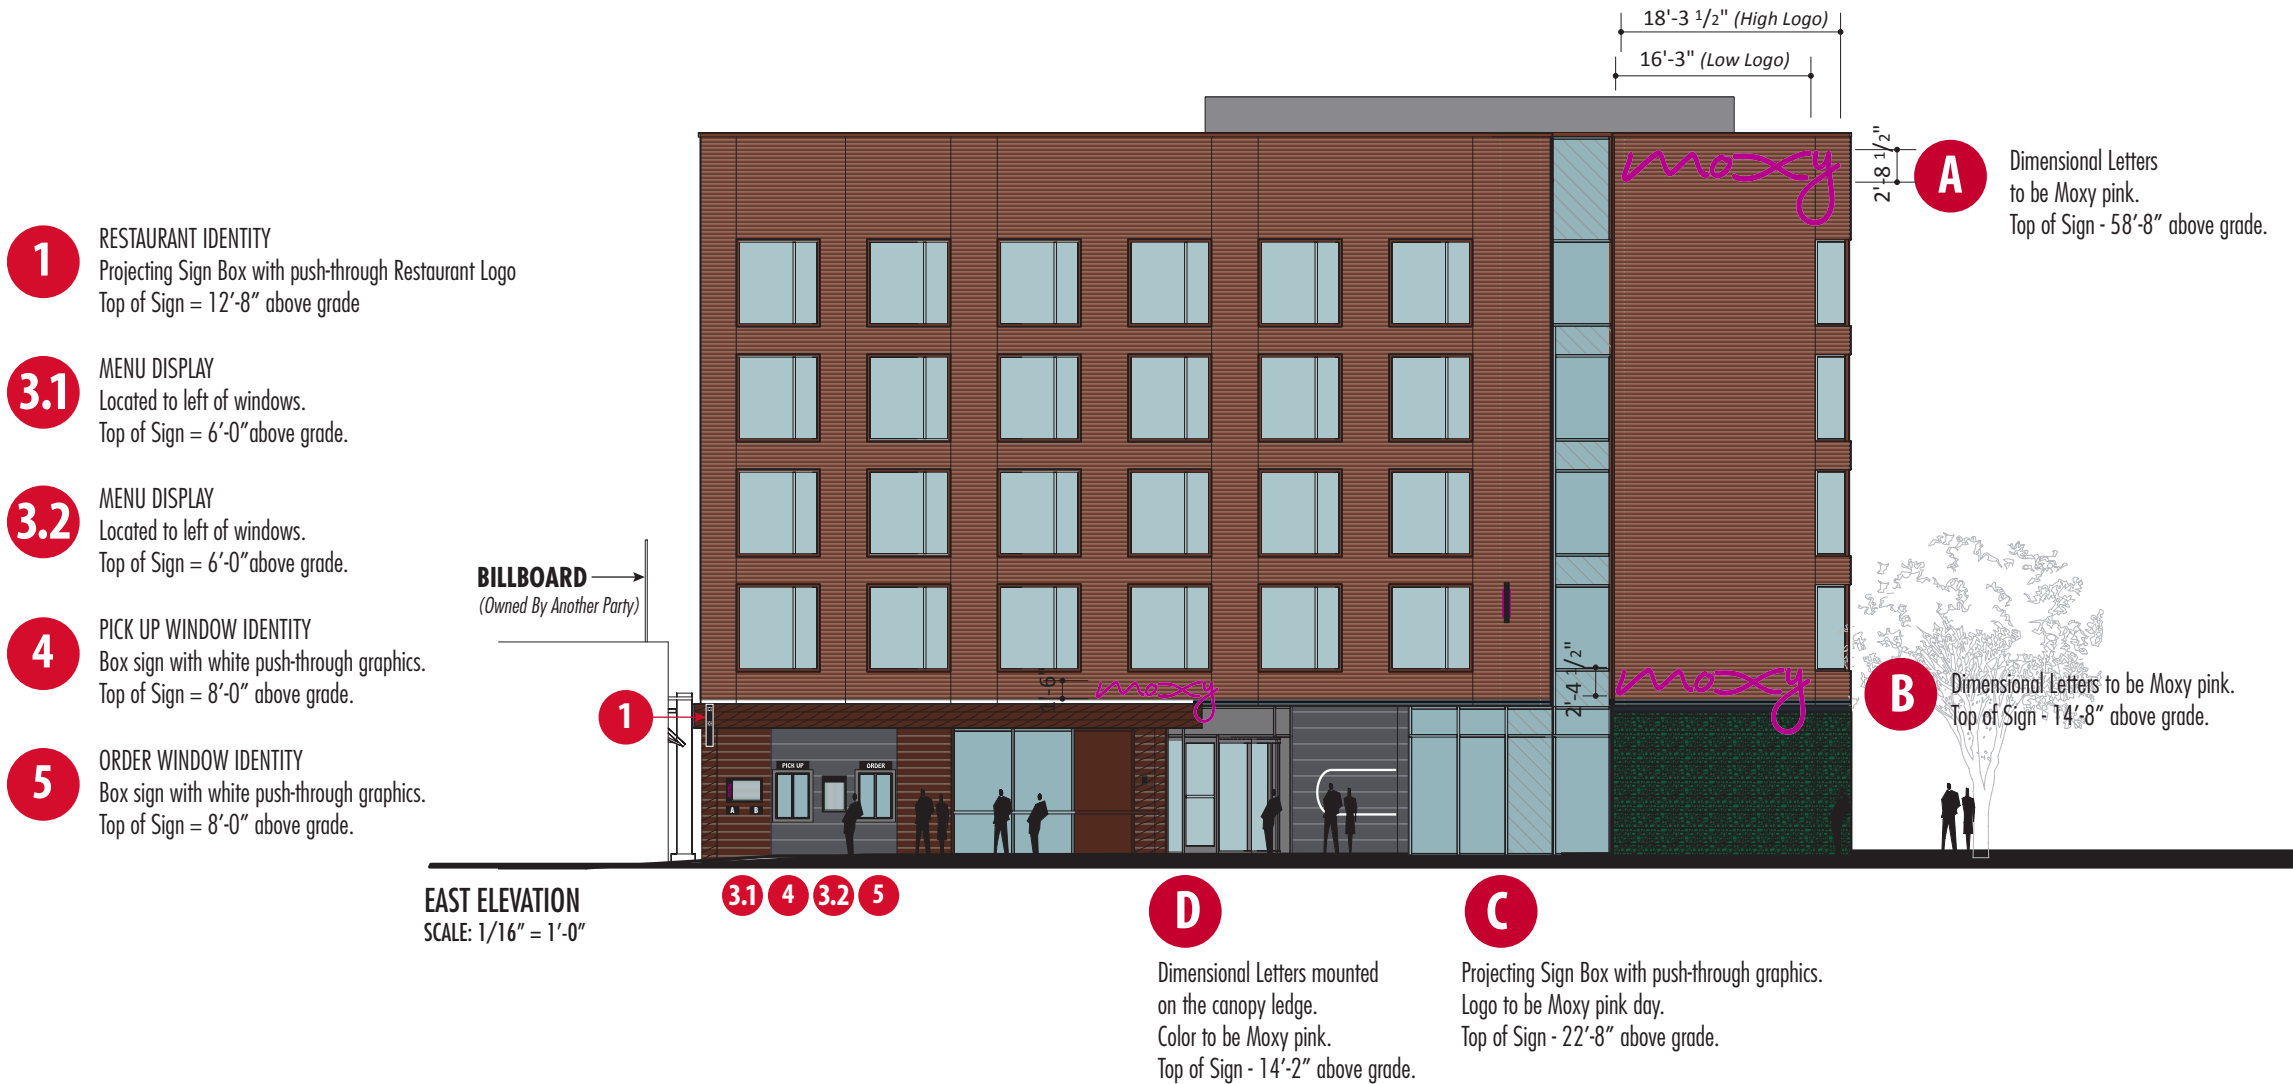 18'-3 1/2" (High Logo)
16'-3" (Low Logo)
moxy
2'-8 1/2"
A
Dimensional Letters
to be Moxy pink.
Top of Sign - 58'-8" above grade.
1
RESTAURANT IDENTITY
Projecting Sign Box with push-through Restaurant Logo
Top of Sign = 12'-8" above grade
3.1
MENU DISPLAY
Located to left of windows.
Top of Sign = 6'-0"above grade.
3.2
MENU DISPLAY
Located to left of windows.
Top of Sign = 6'-0"above grade.
BILLBOARD
(Owned By Another Party)
4
PICK UP WINDOW IDENTITY
Box sign with white push-through graphics.
Top of Sign = 8'-0" above grade.
1'-6"
moxy
2'-4 1/2"
moxy
B
Dimensional Letters to be Moxy pink.
Top of Sign - 14'-8" above grade.
1
5
ORDER WINDOW IDENTITY
Box sign with white push-through graphics.
Top of Sign = 8'-0" above grade.
PICK UP
ORDER
A B
EAST ELEVATION
SCALE: 1/16" = 1'-0"
3.1
4
3.2
5
D
Dimensional Letters mounted
on the canopy ledge.
Color to be Moxy pink.
Top of Sign - 14'-2" above grade.
C
Projecting Sign Box with push-through graphics.
Logo to be Moxy pink day.
Top of Sign - 22'-8" above grade.